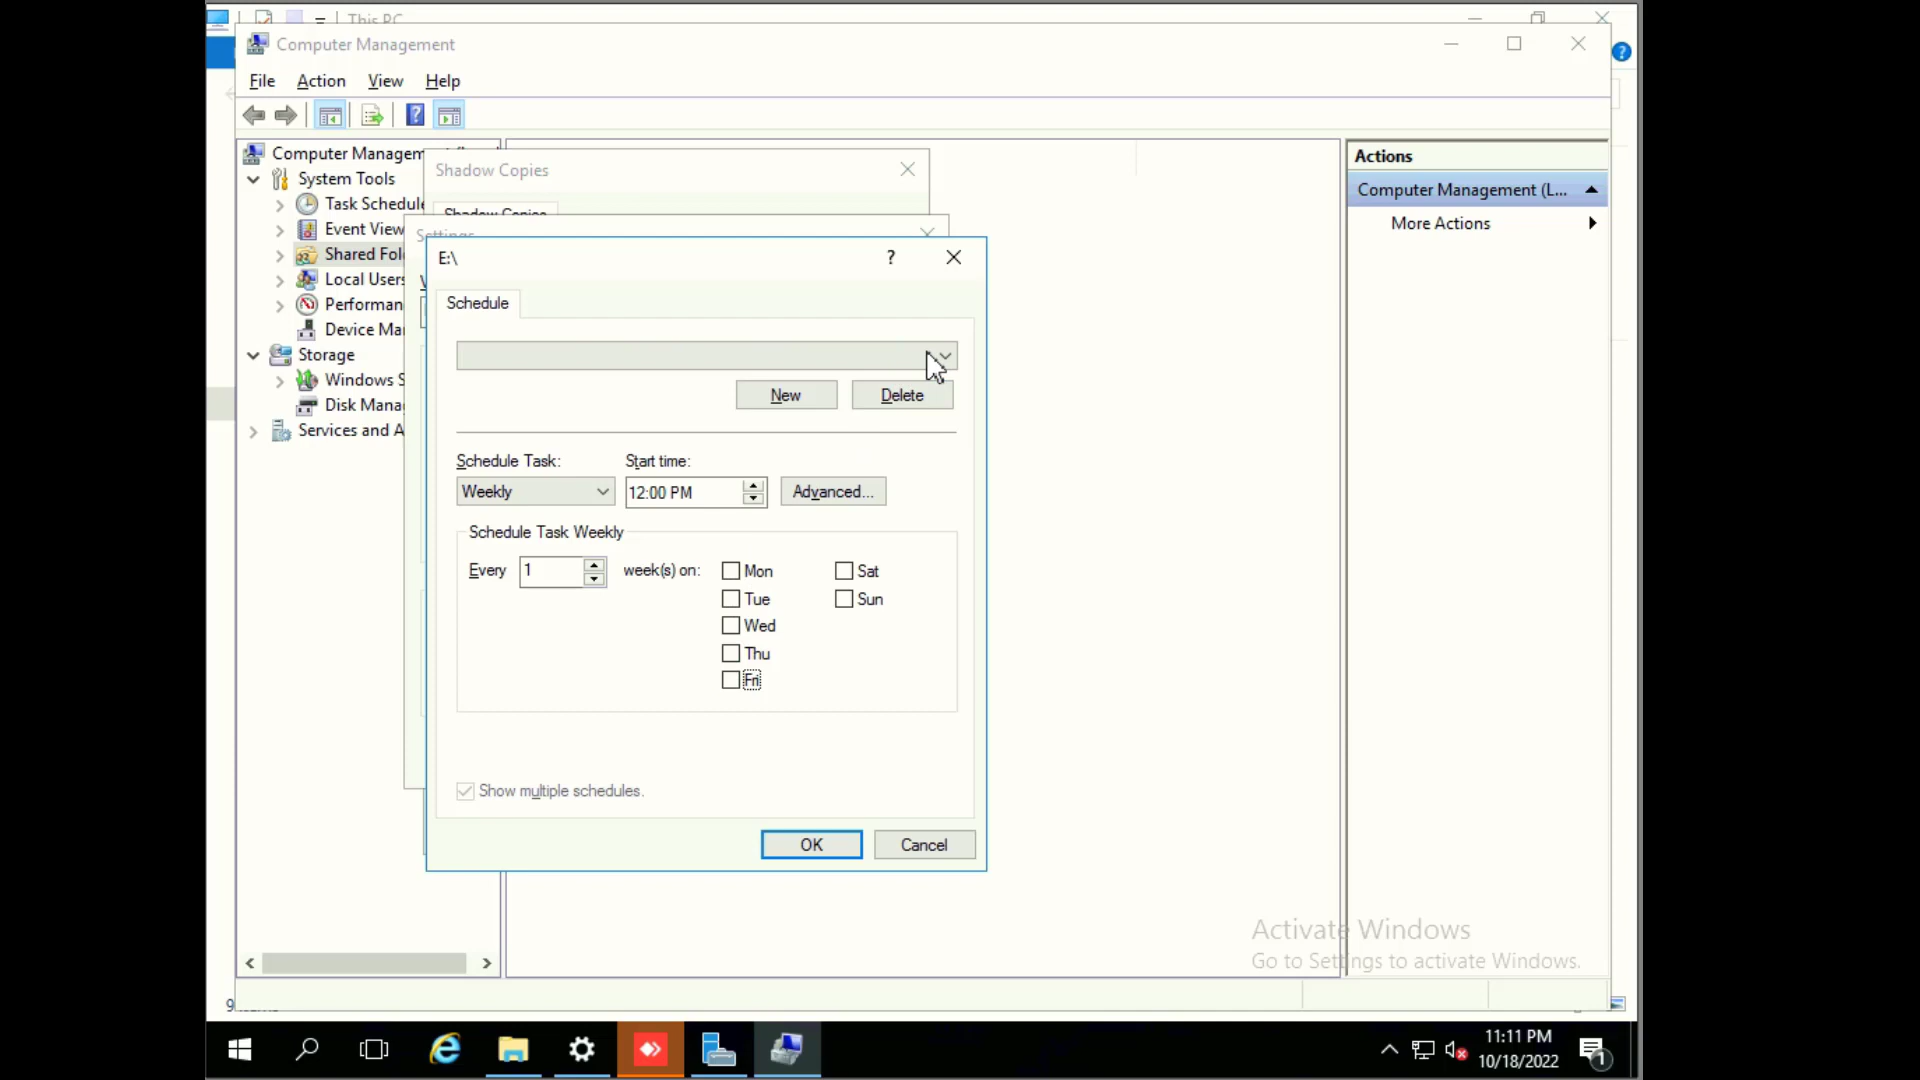 This PC
Computer Management
File Action View Help
Computer Managem
System Tools
Task Schedule
Event View
Shared Fol
Local Users
Performan
Device Ma
Storage
Windows S
Disk Mana
Services and A
Shadow Copies
Shadow Copies
Settings
E:\
?
Schedule
New
Delete
Schedule Task:
Start time:
Weekly
12:00 PM
Advanced...
Schedule Task Weekly
Every
1
week(s) on:
Mon
Sat
Tue
Sun
Wed
Thu
Fri
Show multiple schedules.
OK
Cancel
Actions
Computer Management (L...
More Actions
Activate Windows
Go to Settings to activate Windows.
11:11 PM
10/18/2022
1